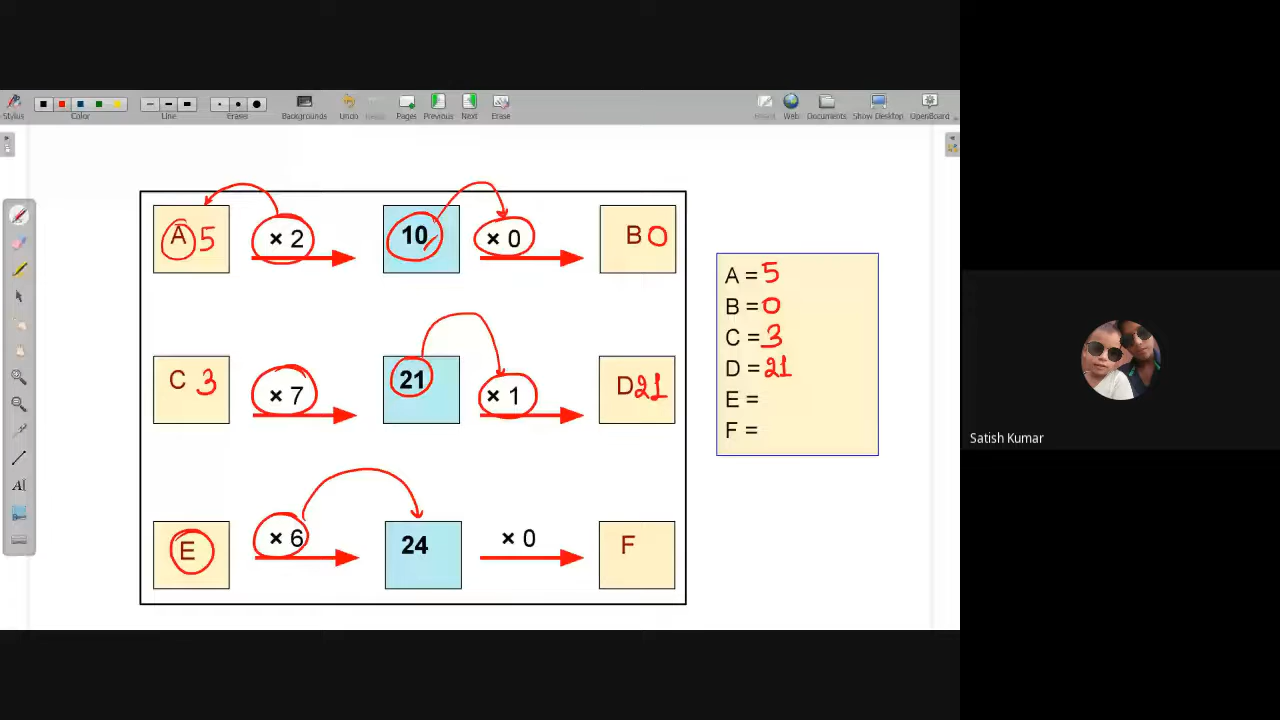 Stylus Color Line Eraser Backgrounds Undo Pages Previous Next Erase Web Documents Show Desktop OpenBoard
A 5 × 2 10 × 0 B 0
A = 5
B = 0
C = 3
D = 21
E =
F =
C 3 × 7 21 × 1 D 21
E × 6 24 × 0 F
Satish Kumar